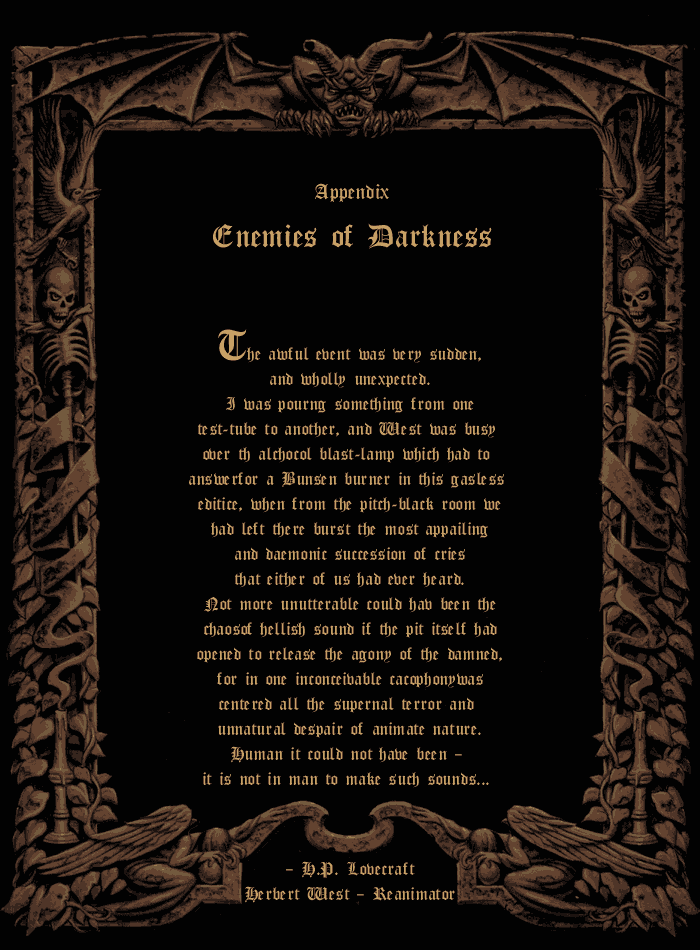 Appendix
Enemies of Darkness
The awful event was very sudden,
and wholly unexpected.
I was pourng something from one
test-tube to another, and West was busy
over th alchocol blast-lamp which had to
answerfor a Bunsen burner in this gasless
editice, when from the pitch-black room we
had left there burst the most appailing
and daemonic succession of cries
that either of us had ever heard.
Not more unutterable could hav been the
chaosof hellish sound if the pit itself had
opened to release the agony of the damned,
for in one inconceivable cacophonywas
centered all the supernal terror and
unnatural despair of animate nature.
Human it could not have been –
it is not in man to make such sounds...
– H.P. Lovecraft
Herbert West – Reanimator